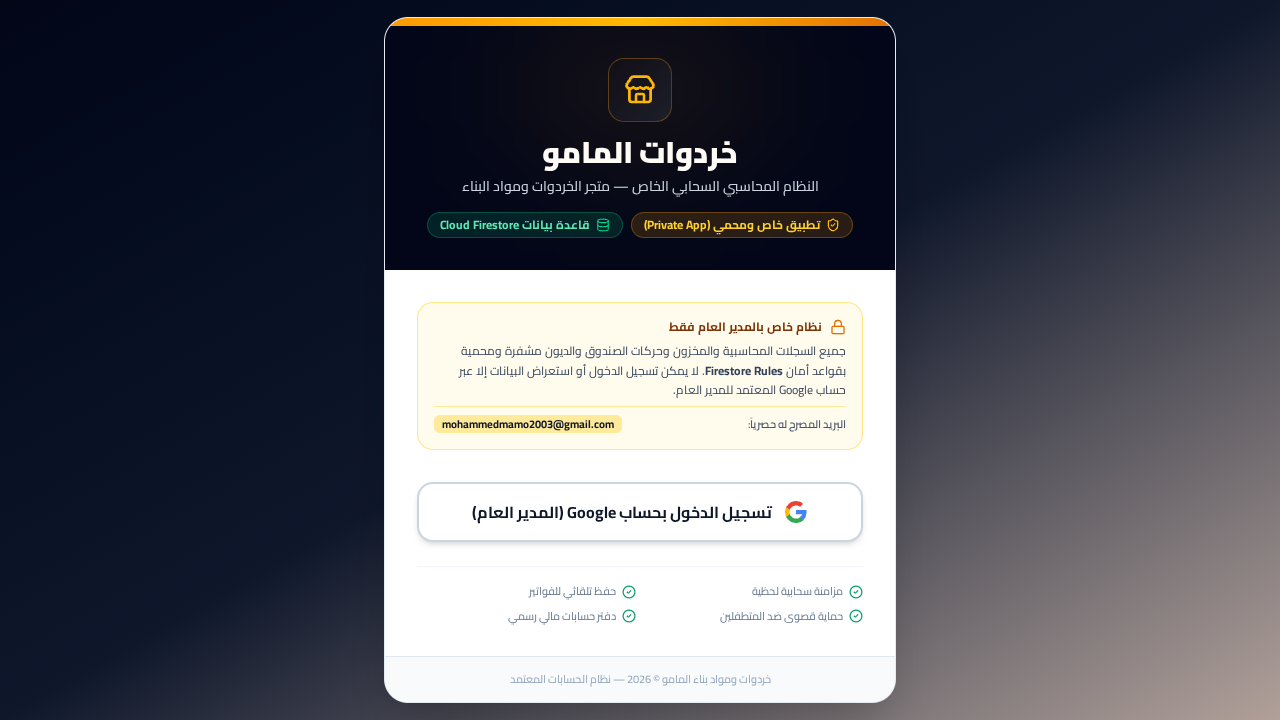 خردوات المامو
النظام المحاسبي السحابي الخاص — متجر الخردوات ومواد البناء
تطبيق خاص ومحمي (Private App)
قاعدة بيانات Cloud Firestore
نظام خاص بالمدير العام فقط
جميع السجلات المحاسبية والمخزون وحركات الصندوق والديون مشفرة ومحمية
بقواعد أمان Firestore Rules. لا يمكن تسجيل الدخول أو استعراض البيانات إلا عبر
حساب Google المعتمد للمدير العام.
البريد المصرح له حصرياً:
mohammedmamo2003@gmail.com
تسجيل الدخول بحساب Google (المدير العام)
مزامنة سحابية لحظية
حفظ تلقائي للفواتير
حماية قصوى ضد المتطفلين
دفتر حسابات مالي رسمي
خردوات ومواد بناء المامو © 2026 — نظام الحسابات المعتمد